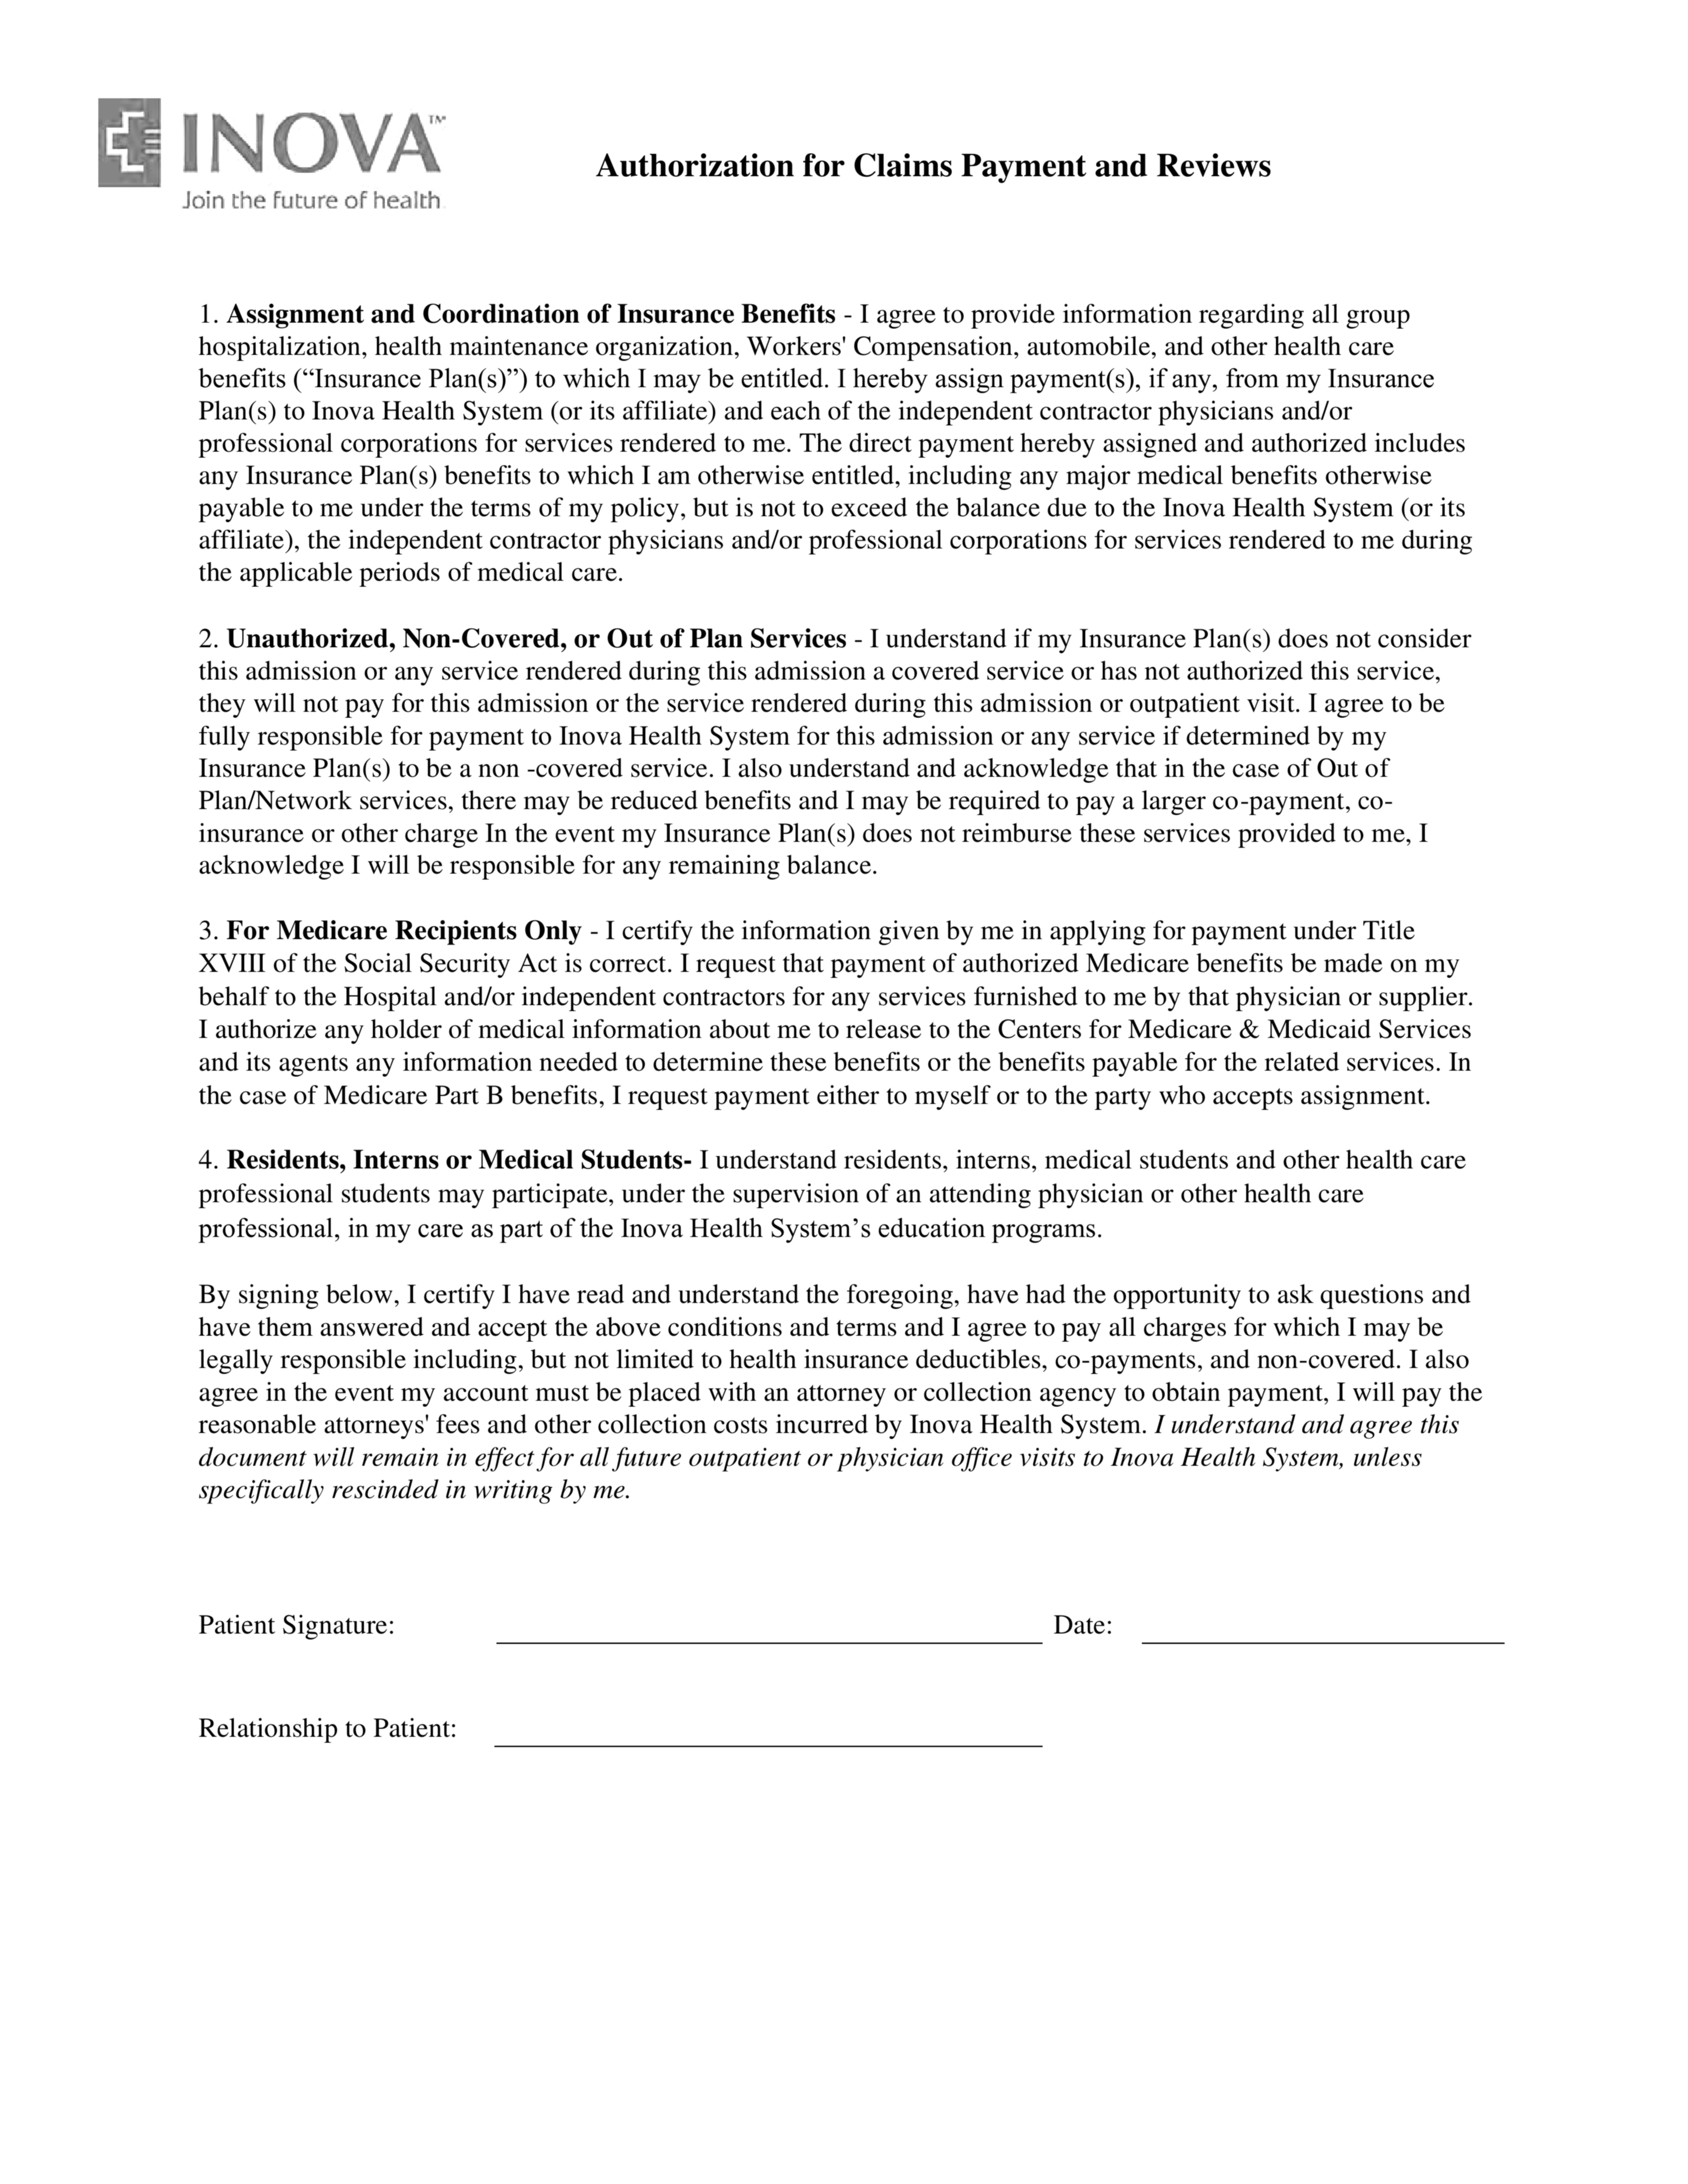 INOVA™
Join the future of health
Authorization for Claims Payment and Reviews
1. Assignment and Coordination of Insurance Benefits - I agree to provide information regarding all group
hospitalization, health maintenance organization, Workers' Compensation, automobile, and other health care
benefits (“Insurance Plan(s)”) to which I may be entitled. I hereby assign payment(s), if any, from my Insurance
Plan(s) to Inova Health System (or its affiliate) and each of the independent contractor physicians and/or
professional corporations for services rendered to me. The direct payment hereby assigned and authorized includes
any Insurance Plan(s) benefits to which I am otherwise entitled, including any major medical benefits otherwise
payable to me under the terms of my policy, but is not to exceed the balance due to the Inova Health System (or its
affiliate), the independent contractor physicians and/or professional corporations for services rendered to me during
the applicable periods of medical care.
2. Unauthorized, Non-Covered, or Out of Plan Services - I understand if my Insurance Plan(s) does not consider
this admission or any service rendered during this admission a covered service or has not authorized this service,
they will not pay for this admission or the service rendered during this admission or outpatient visit. I agree to be
fully responsible for payment to Inova Health System for this admission or any service if determined by my
Insurance Plan(s) to be a non -covered service. I also understand and acknowledge that in the case of Out of
Plan/Network services, there may be reduced benefits and I may be required to pay a larger co-payment, co-
insurance or other charge In the event my Insurance Plan(s) does not reimburse these services provided to me, I
acknowledge I will be responsible for any remaining balance.
3. For Medicare Recipients Only - I certify the information given by me in applying for payment under Title
XVIII of the Social Security Act is correct. I request that payment of authorized Medicare benefits be made on my
behalf to the Hospital and/or independent contractors for any services furnished to me by that physician or supplier.
I authorize any holder of medical information about me to release to the Centers for Medicare & Medicaid Services
and its agents any information needed to determine these benefits or the benefits payable for the related services. In
the case of Medicare Part B benefits, I request payment either to myself or to the party who accepts assignment.
4. Residents, Interns or Medical Students- I understand residents, interns, medical students and other health care
professional students may participate, under the supervision of an attending physician or other health care
professional, in my care as part of the Inova Health System’s education programs.
By signing below, I certify I have read and understand the foregoing, have had the opportunity to ask questions and
have them answered and accept the above conditions and terms and I agree to pay all charges for which I may be
legally responsible including, but not limited to health insurance deductibles, co-payments, and non-covered. I also
agree in the event my account must be placed with an attorney or collection agency to obtain payment, I will pay the
reasonable attorneys' fees and other collection costs incurred by Inova Health System. I understand and agree this
document will remain in effect for all future outpatient or physician office visits to Inova Health System, unless
specifically rescinded in writing by me.
Patient Signature: Date:
Relationship to Patient: